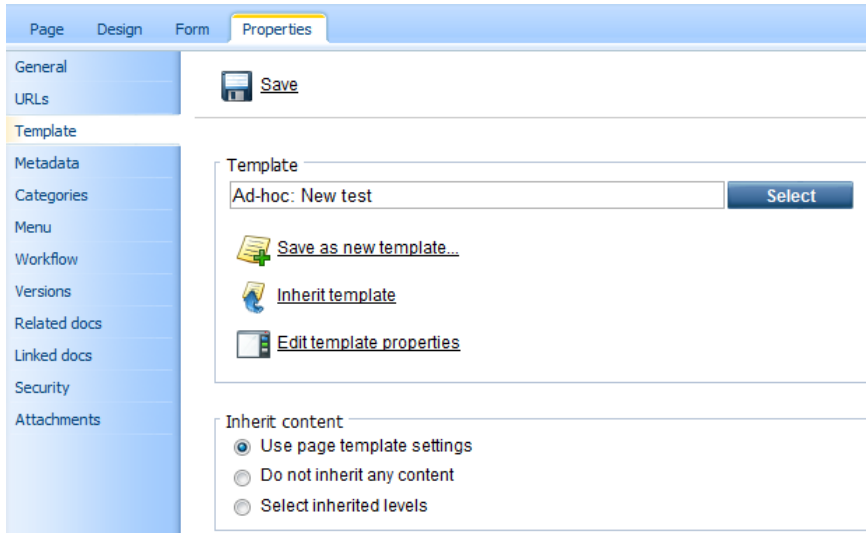 Page Design Form Properties
General
URLs
Template
Metadata
Categories
Menu
Workflow
Versions
Related docs
Linked docs
Security
Attachments
Save
Template
Ad-hoc: New test Select
Save as new template...
Inherit template
Edit template properties
Inherit content
Use page template settings
Do not inherit any content
Select inherited levels